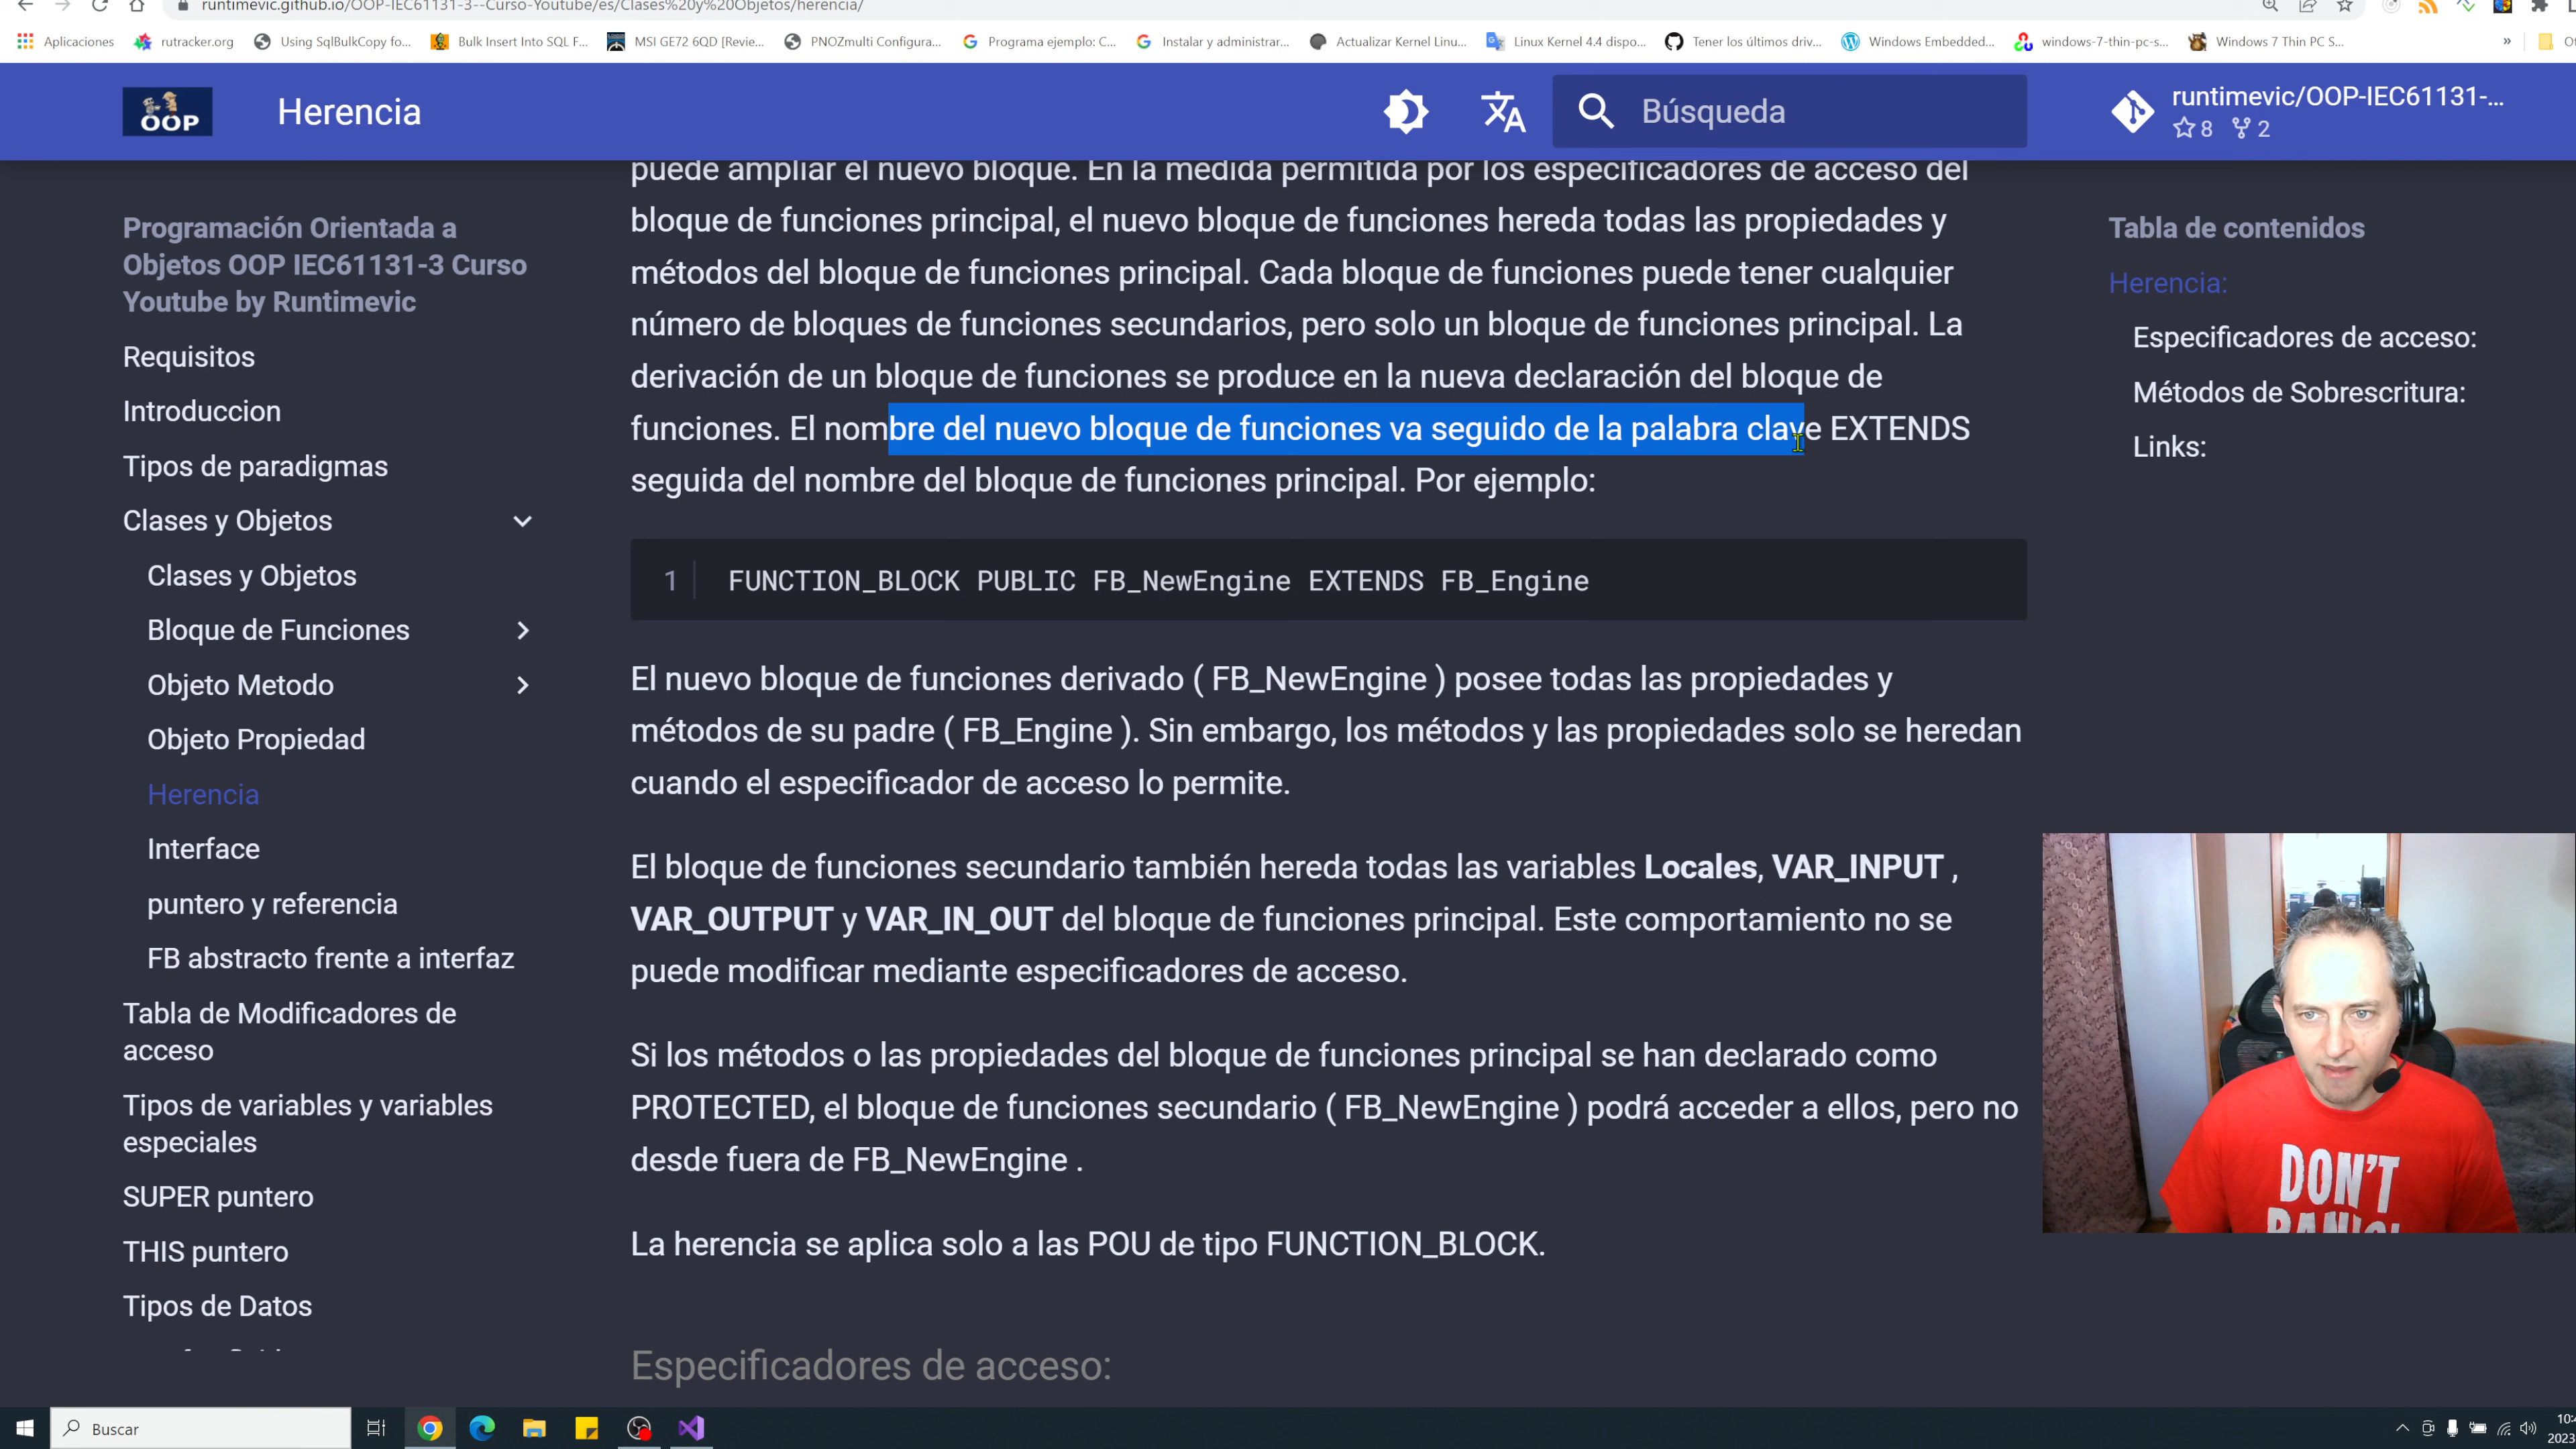 runtimevic.github.io/OOP-IEC61131-3--Curso-Youtube/es/Clases%20y%20Objetos/herencia/
Aplicaciones
rutracker.org
Using SqlBulkCopy fo...
Bulk Insert Into SQL F...
MSI GE72 6QD [Revie...
PNOZmulti Configura...
Programa ejemplo: C...
Instalar y administrar...
Actualizar Kernel Linu...
Linux Kernel 4.4 dispo...
Tener los últimos driv...
Windows Embedded...
windows-7-thin-pc-s...
Windows 7 Thin PC S...
»
OOP
Herencia
Búsqueda
runtimevic/OOP-IEC61131-...
8 2
Programación Orientada a
Objetos OOP IEC61131-3 Curso
Youtube by Runtimevic
Requisitos
Introduccion
Tipos de paradigmas
Clases y Objetos
Clases y Objetos
Bloque de Funciones
Objeto Metodo
Objeto Propiedad
Herencia
Interface
puntero y referencia
FB abstracto frente a interfaz
Tabla de Modificadores de
acceso
Tipos de variables y variables
especiales
SUPER puntero
THIS puntero
Tipos de Datos
puede ampliar el nuevo bloque. En la medida permitida por los especificadores de acceso del
bloque de funciones principal, el nuevo bloque de funciones hereda todas las propiedades y
métodos del bloque de funciones principal. Cada bloque de funciones puede tener cualquier
número de bloques de funciones secundarios, pero solo un bloque de funciones principal. La
derivación de un bloque de funciones se produce en la nueva declaración del bloque de
funciones. El nombre del nuevo bloque de funciones va seguido de la palabra clave EXTENDS
seguida del nombre del bloque de funciones principal. Por ejemplo:
1 FUNCTION_BLOCK PUBLIC FB_NewEngine EXTENDS FB_Engine
El nuevo bloque de funciones derivado ( FB_NewEngine ) posee todas las propiedades y
métodos de su padre ( FB_Engine ). Sin embargo, los métodos y las propiedades solo se heredan
cuando el especificador de acceso lo permite.
El bloque de funciones secundario también hereda todas las variables Locales, VAR_INPUT ,
VAR_OUTPUT y VAR_IN_OUT del bloque de funciones principal. Este comportamiento no se
puede modificar mediante especificadores de acceso.
Si los métodos o las propiedades del bloque de funciones principal se han declarado como
PROTECTED, el bloque de funciones secundario ( FB_NewEngine ) podrá acceder a ellos, pero no
desde fuera de FB_NewEngine .
La herencia se aplica solo a las POU de tipo FUNCTION_BLOCK.
Especificadores de acceso:
Tabla de contenidos
Herencia:
Especificadores de acceso:
Métodos de Sobrescritura:
Links:
DON'T
PANIC!
Buscar
10:4
2023